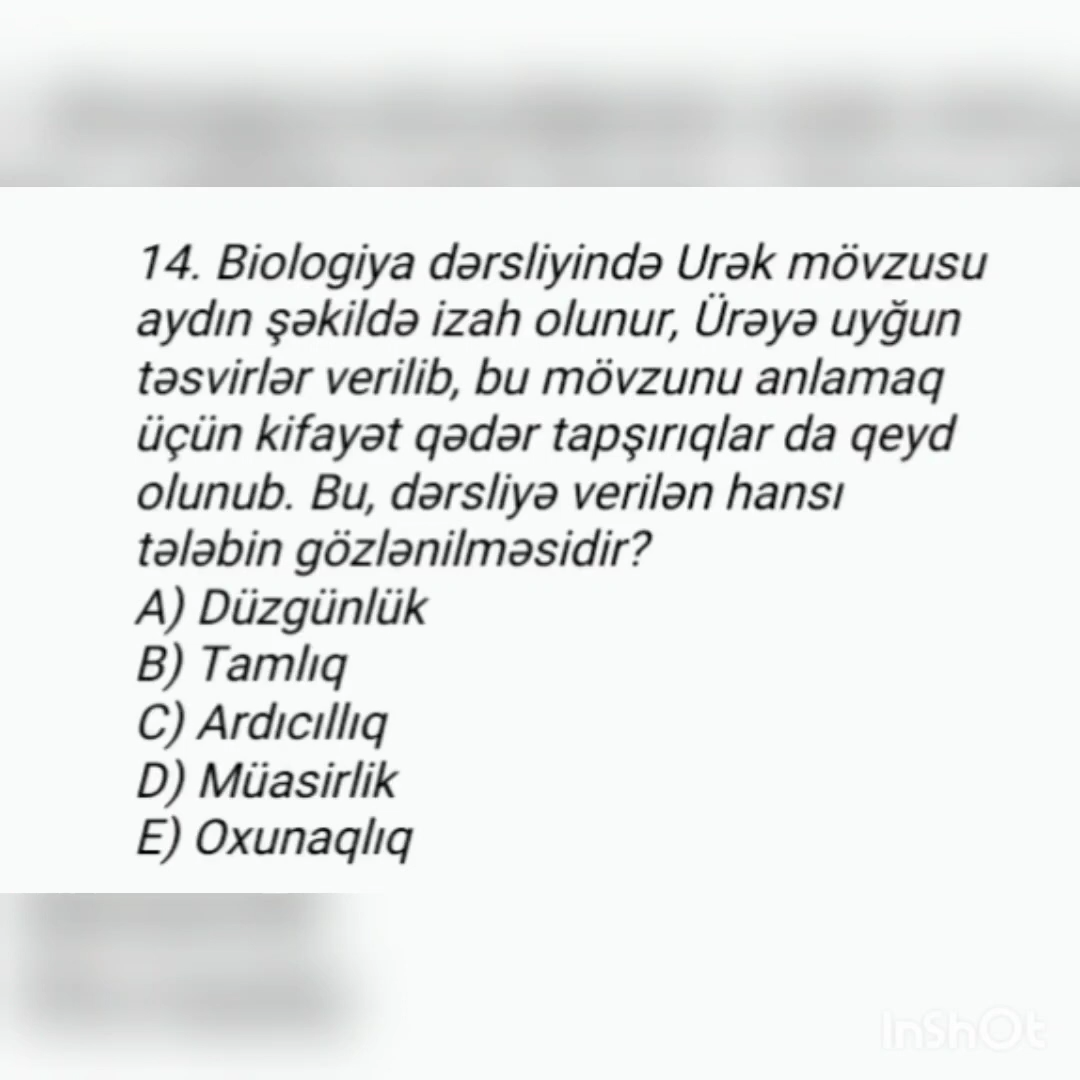 14. Biologiya dərsliyində Urək mövzusu
aydın şəkildə izah olunur, Ürəyə uyğun
təsvirlər verilib, bu mövzunu anlamaq
üçün kifayət qədər tapşırıqlar da qeyd
olunub. Bu, dərsliyə verilən hansı
tələbin gözlənilməsidir?
A) Düzgünlük
B) Tamlıq
C) Ardıcıllıq
D) Müasirlik
E) Oxunaqlıq
InShOt